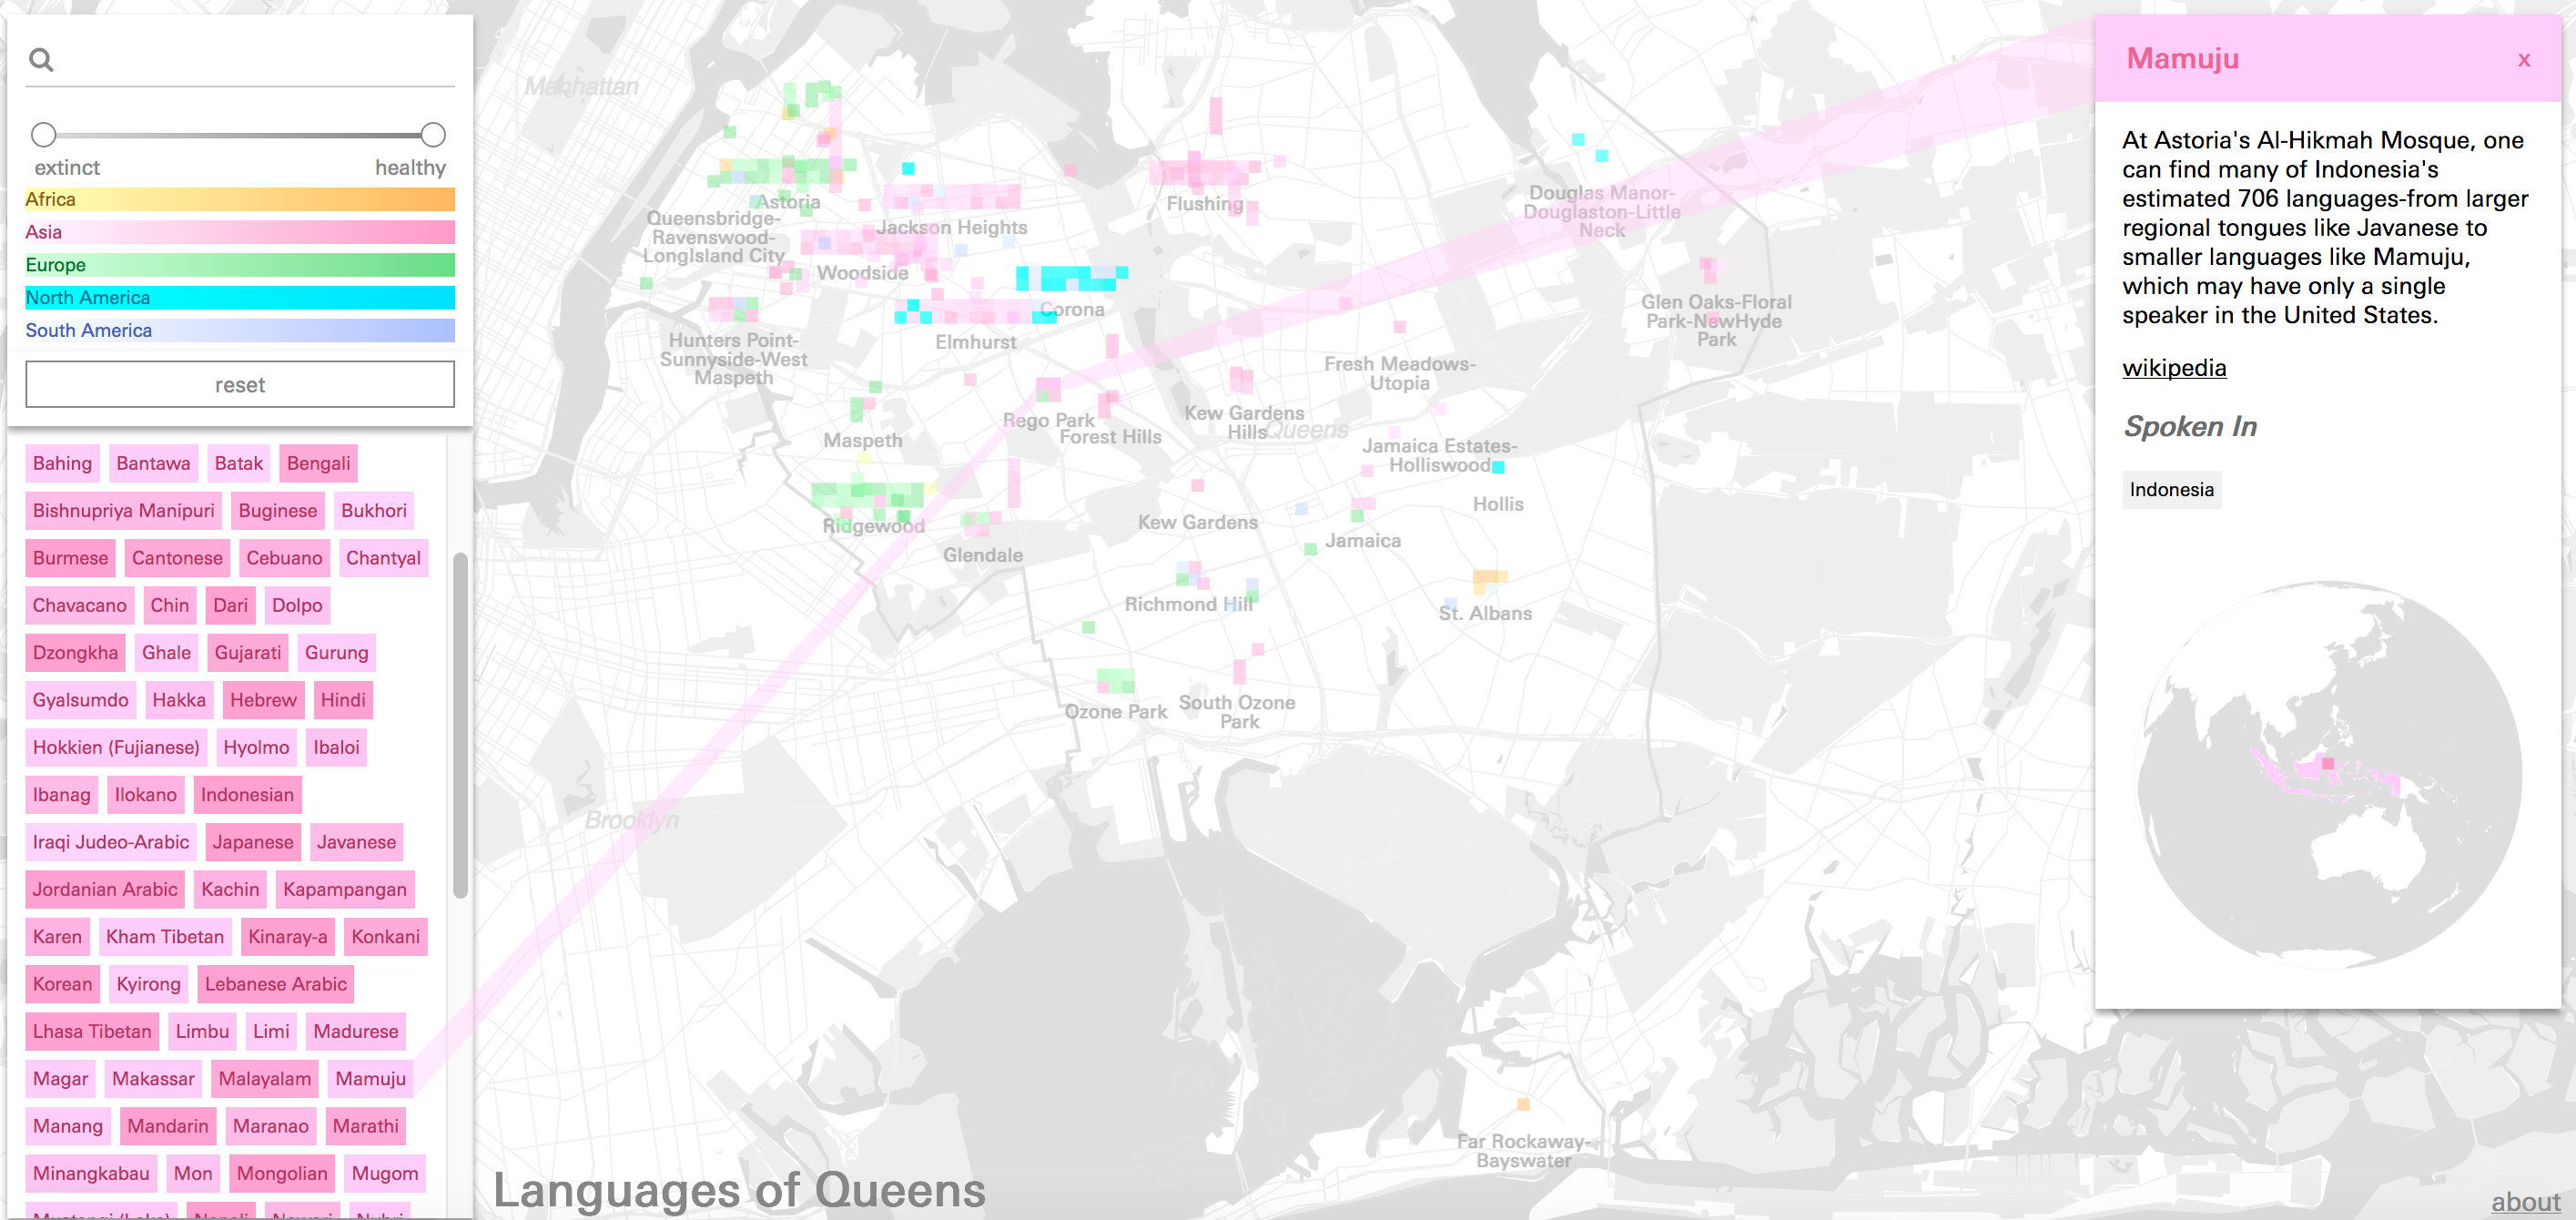 extinct healthy
Africa
Asia
Europe
North America
South America
reset
Bahing Bantawa Batak Bengali
Bishnupriya Manipuri Buginese Bukhori
Burmese Cantonese Cebuano Chantyal
Chavacano Chin Dari Dolpo
Dzongkha Ghale Gujarati Gurung
Gyalsumdo Hakka Hebrew Hindi
Hokkien (Fujianese) Hyolmo Ibaloi
Ibanag Ilokano Indonesian
Iraqi Judeo-Arabic Japanese Javanese
Jordanian Arabic Kachin Kapampangan
Karen Kham Tibetan Kinaray-a Konkani
Korean Kyirong Lebanese Arabic
Lhasa Tibetan Limbu Limi Madurese
Magar Makassar Malayalam Mamuju
Manang Mandarin Maranao Marathi
Minangkabau Mon Mongolian Mugom
Manhattan
Astoria
Queensbridge-
Ravenswood-
LongIsland City
Jackson Heights
Woodside
Flushing
Douglas Manor-
Douglaston-Little
Neck
Corona
Elmhurst
Hunters Point-
Sunnyside-West
Maspeth
Glen Oaks-Floral
Park-NewHyde
Park
Fresh Meadows-
Utopia
Rego Park
Forest Hills
Kew Gardens
Hills
Queens
Maspeth
Jamaica Estates-
Holliswood
Hollis
Ridgewood
Kew Gardens
Jamaica
Glendale
Richmond Hill
St. Albans
Ozone Park
South Ozone
Park
Brooklyn
Far Rockaway-
Bayswater
Languages of Queens
Mamuju x
At Astoria's Al-Hikmah Mosque, one
can find many of Indonesia's
estimated 706 languages-from larger
regional tongues like Javanese to
smaller languages like Mamuju,
which may have only a single
speaker in the United States.
wikipedia
Spoken In
Indonesia
about